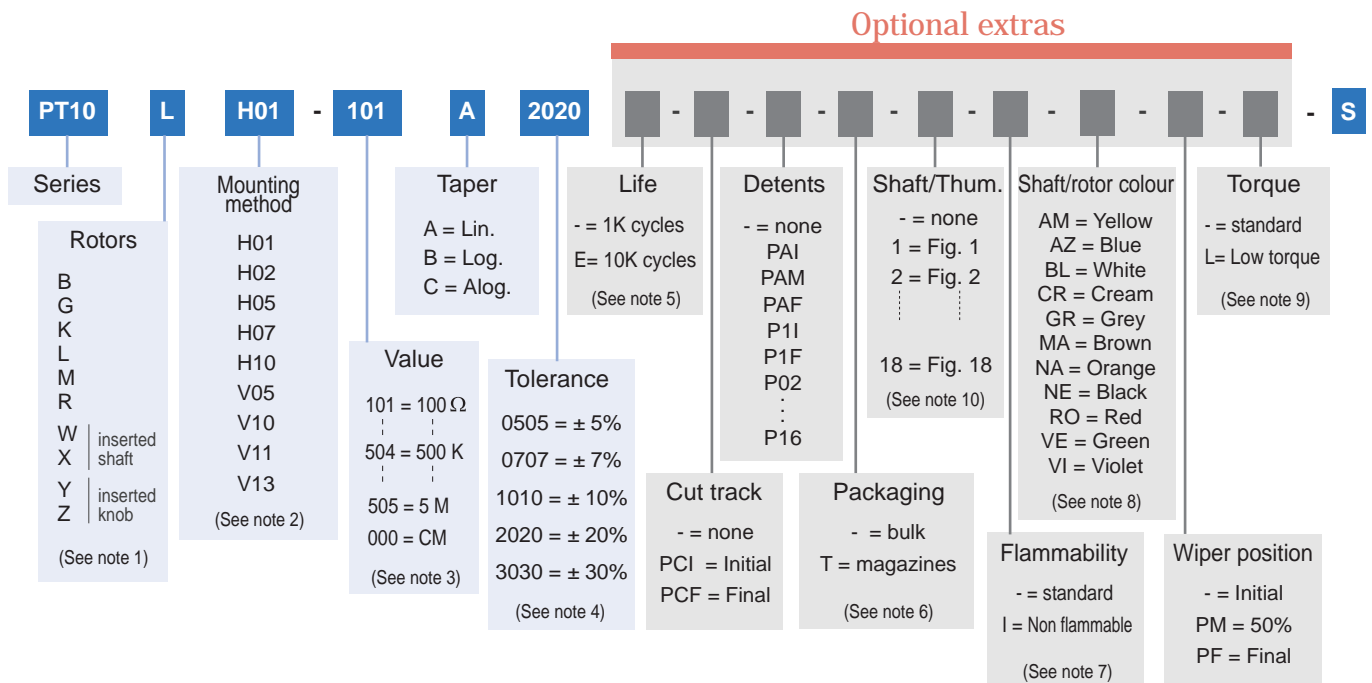 Optional extras
PT10 L H01 - 101 A 2020 - - - - - - - - - S
Series
Rotors
B
G
K
L
M
R
W
X
inserted
shaft
Y
Z
inserted
knob
(See note 1)
Mounting
method
H01
H02
H05
H07
H10
V05
V10
V11
V13
(See note 2)
Value
101 = 100 Ω
504 = 500 K
505 = 5 M
000 = CM
(See note 3)
Taper
A = Lin.
B = Log.
C = Alog.
Tolerance
0505 = ± 5%
0707 = ± 7%
1010 = ± 10%
2020 = ± 20%
3030 = ± 30%
(See note 4)
Life
- = 1K cycles
E= 10K cycles
(See note 5)
Cut track
- = none
PCI = Initial
PCF = Final
Detents
- = none
PAI
PAM
PAF
P1I
P1F
P02
:
:
P16
Packaging
- = bulk
T = magazines
(See note 6)
Shaft/Thum.
- = none
1 = Fig. 1
2 = Fig. 2
18 = Fig. 18
(See note 10)
Flammability
- = standard
I = Non flammable
(See note 7)
Shaft/rotor colour
AM = Yellow
AZ = Blue
BL = White
CR = Cream
GR = Grey
MA = Brown
NA = Orange
NE = Black
RO = Red
VE = Green
VI = Violet
(See note 8)
Wiper position
- = Initial
PM = 50%
PF = Final
Torque
- = standard
L= Low torque
(See note 9)